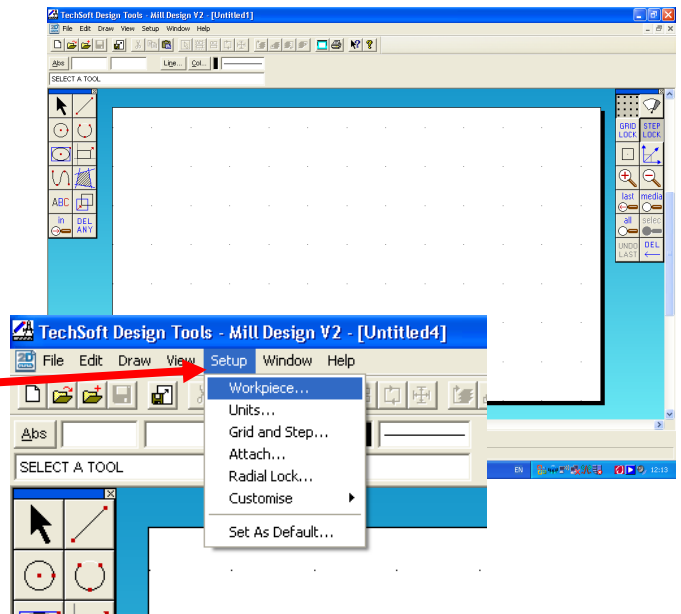 TechSoft Design Tools - Mill Design V2 - [Untitled1]
File Edit Draw View Setup Window Help
Abs Line... Col...
SELECT A TOOL
ABC
in DEL ANY
GRID LOCK STEP LOCK
last media
all selec
UNDO LAST DEL
EN 12:13
TechSoft Design Tools - Mill Design V2 - [Untitled4]
File Edit Draw View Setup Window Help
Abs
SELECT A TOOL
Workpiece...
Units...
Grid and Step...
Attach...
Radial Lock...
Customise
Set As Default...